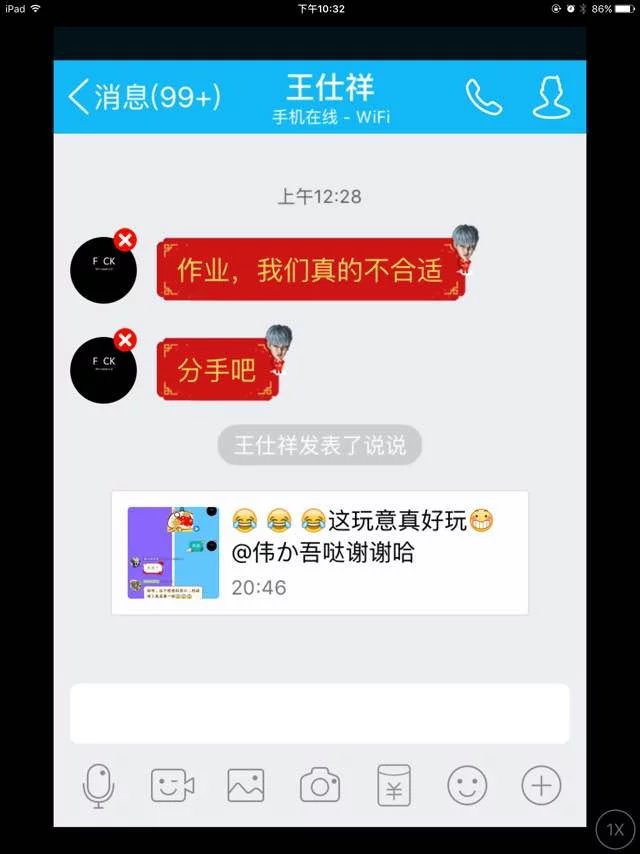 iPad
下午10:32
86%
消息(99+)
王仕祥
手机在线 - WiFi
上午12:28
F CK
作业，我们真的不合适
F CK
分手吧
王仕祥发表了说说
😂 😂 😂这玩意真好玩😁
@伟か吾哒谢谢哈
20:46
1X